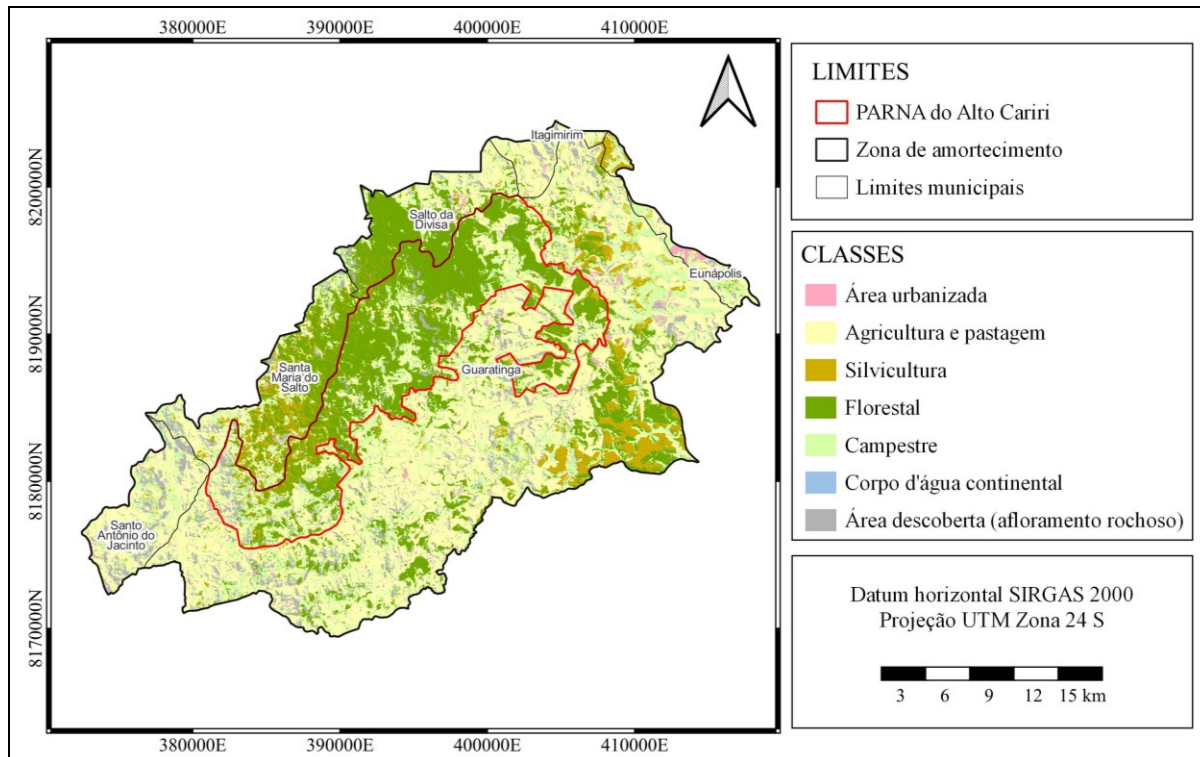 380000E
390000E
400000E
410000E
8200000N
8190000N
8180000N
8170000N
Itagimirim
Salto da
Divisa
Eunápolis
Santa
Maria do
Salto
Guaratinga
Santo
Antônio do
Jacinto
380000E
390000E
400000E
410000E
LIMITES
PARNA do Alto Cariri
Zona de amortecimento
Limites municipais
CLASSES
Área urbanizada
Agricultura e pastagem
Silvicultura
Florestal
Campestre
Corpo d'água continental
Área descoberta (afloramento rochoso)
Datum horizontal SIRGAS 2000
Projeção UTM Zona 24 S
3 6 9 12 15 km